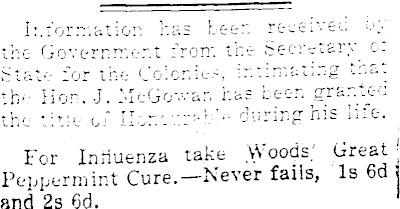 Information has been received by
the Government from the Secretary of
State for the Colonies, intimating that
the Hon. J. McGowan has been granted
the title of Honourable during his life.
For Influenza take Woods' Great
Peppermint Cure.—Never fails, 1s 6d
and 2s 6d.